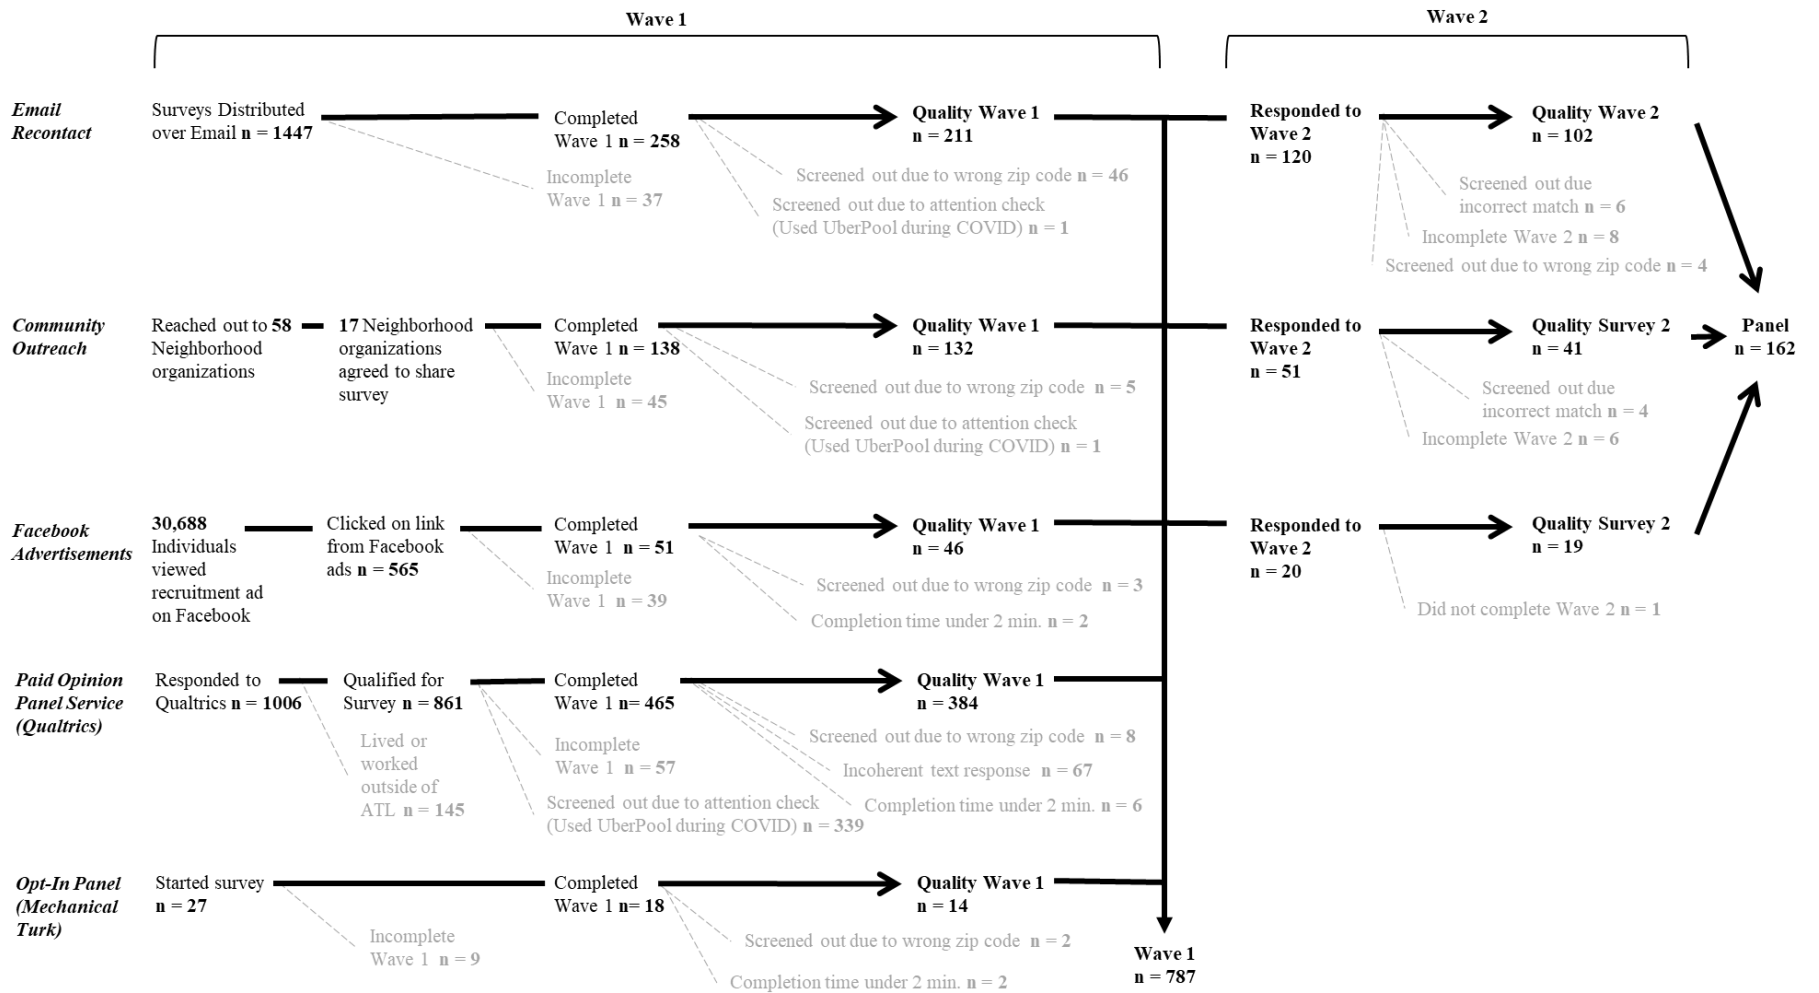 Wave 1
Wave 2
Email
Recontact
Surveys Distributed
over Email n = 1447
Incomplete
Wave 1 n = 37
Completed
Wave 1 n = 258
Screened out due to wrong zip code n = 46
Screened out due to attention check
(Used UberPool during COVID) n = 1
Quality Wave 1
n = 211
Responded to
Wave 2
n = 120
Screened out due
incorrect match n = 6
Incomplete Wave 2 n = 8
Screened out due to wrong zip code n = 4
Quality Wave 2
n = 102
Community
Outreach
Reached out to 58
Neighborhood
organizations
17 Neighborhood
organizations
agreed to share
survey
Completed
Wave 1 n = 138
Incomplete
Wave 1 n = 45
Screened out due to wrong zip code n = 5
Screened out due to attention check
(Used UberPool during COVID) n = 1
Quality Wave 1
n = 132
Responded to
Wave 2
n = 51
Screened out due
incorrect match n = 4
Incomplete Wave 2 n = 6
Quality Survey 2
n = 41
Panel
n = 162
Facebook
Advertisements
30,688
Individuals
viewed
recruitment ad
on Facebook
Clicked on link
from Facebook
ads n = 565
Completed
Wave 1 n = 51
Incomplete
Wave 1 n = 39
Screened out due to wrong zip code n = 3
Completion time under 2 min. n = 2
Quality Wave 1
n = 46
Responded to
Wave 2
n = 20
Did not complete Wave 2 n = 1
Quality Survey 2
n = 19
Paid Opinion
Panel Service
(Qualtrics)
Responded to
Qualtrics n = 1006
Lived or
worked
outside of
ATL n = 145
Qualified for
Survey n = 861
Completed
Wave 1 n= 465
Incomplete
Wave 1 n = 57
Screened out due to attention check
(Used UberPool during COVID) n = 339
Screened out due to wrong zip code n = 8
Incoherent text response n = 67
Completion time under 2 min. n = 6
Quality Wave 1
n = 384
Opt-In Panel
(Mechanical
Turk)
Started survey
n = 27
Incomplete
Wave 1 n = 9
Completed
Wave 1 n= 18
Screened out due to wrong zip code n = 2
Completion time under 2 min. n = 2
Quality Wave 1
n = 14
Wave 1
n = 787